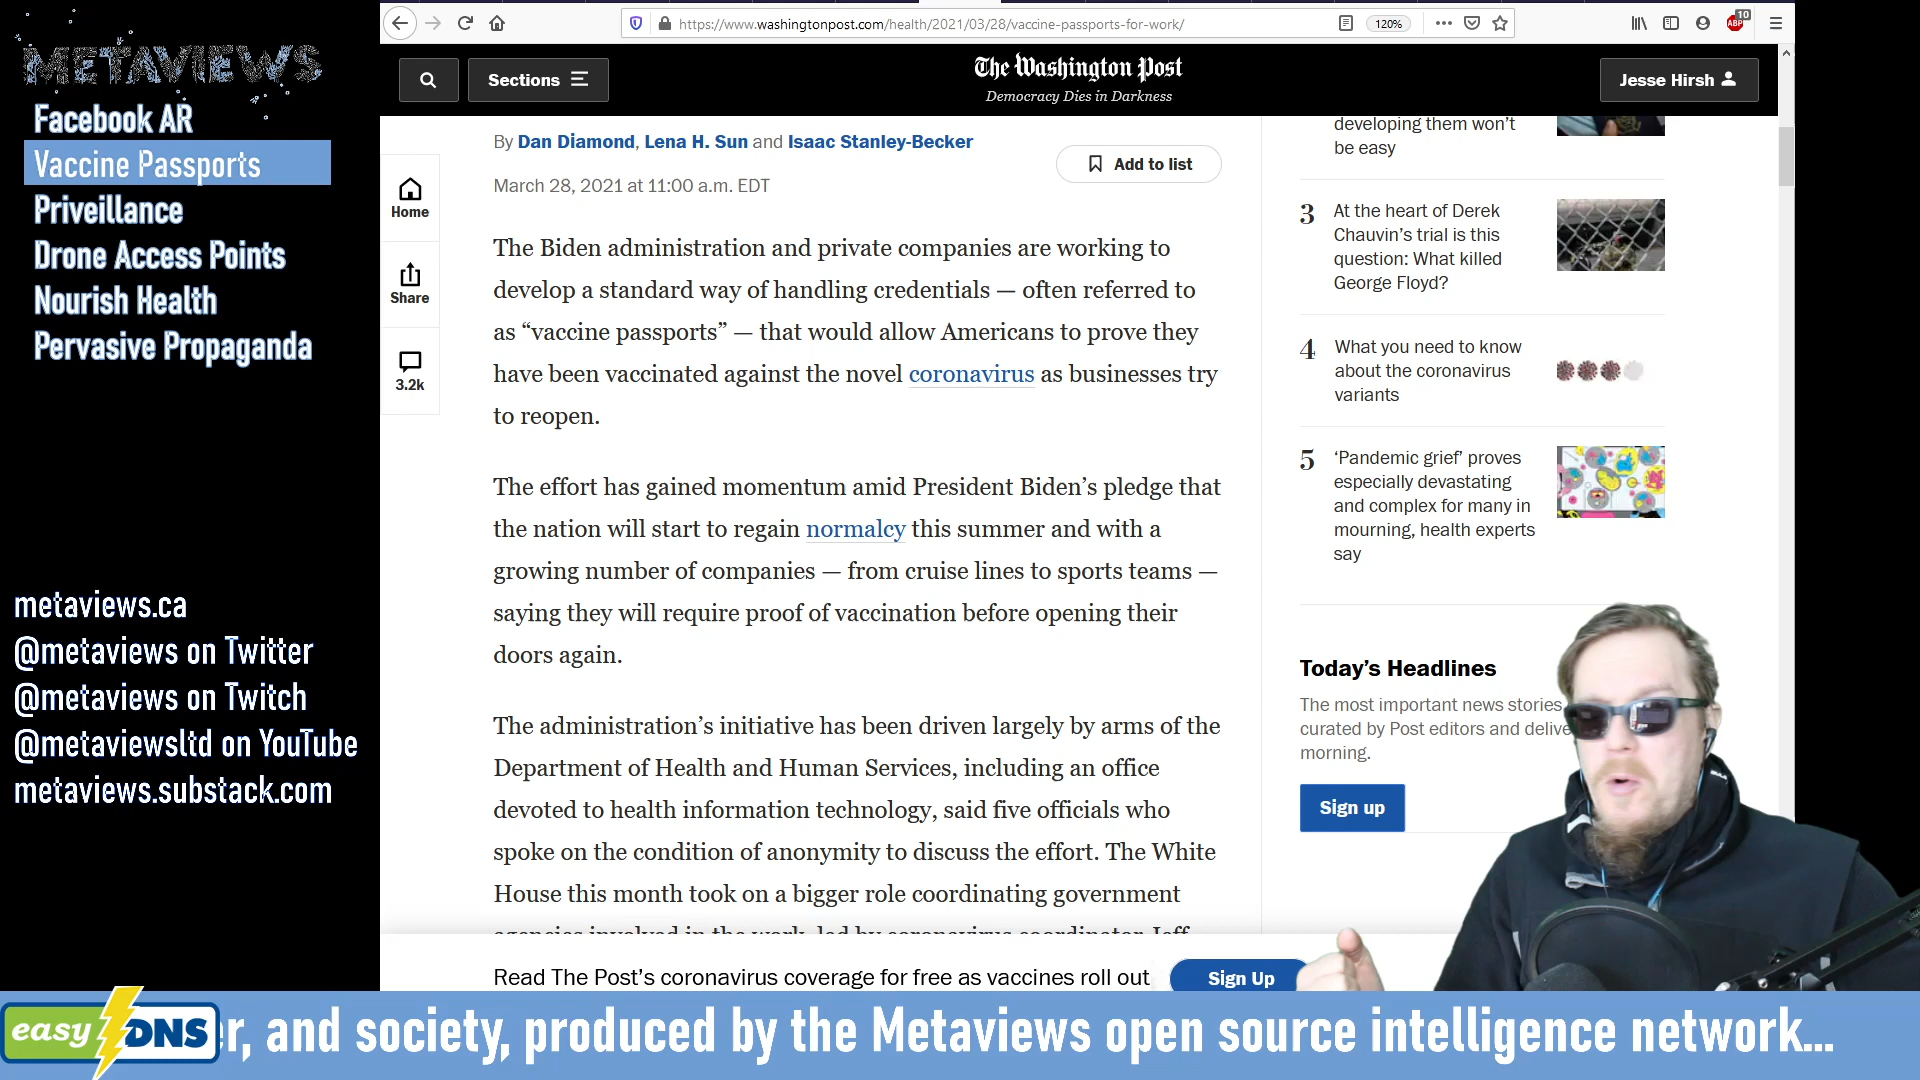 METAVIEWS
Facebook AR
Vaccine Passports
Priveillance
Drone Access Points
Nourish Health
Pervasive Propaganda
metaviews.ca
@metaviews on Twitter
@metaviews on Twitch
@metaviewsltd on YouTube
metaviews.substack.com
https://www.washingtonpost.com/health/2021/03/28/vaccine-passports-for-work/
120%
ABP
10
Sections
The Washington Post
Democracy Dies in Darkness
Jesse Hirsh
Home
Share
3.2k
By Dan Diamond, Lena H. Sun and Isaac Stanley-Becker
March 28, 2021 at 11:00 a.m. EDT
Add to list
The Biden administration and private companies are working to
develop a standard way of handling credentials — often referred to
as “vaccine passports” — that would allow Americans to prove they
have been vaccinated against the novel coronavirus as businesses try
to reopen.
The effort has gained momentum amid President Biden’s pledge that
the nation will start to regain normalcy this summer and with a
growing number of companies — from cruise lines to sports teams —
saying they will require proof of vaccination before opening their
doors again.
The administration’s initiative has been driven largely by arms of the
Department of Health and Human Services, including an office
devoted to health information technology, said five officials who
spoke on the condition of anonymity to discuss the effort. The White
House this month took on a bigger role coordinating government
agencies involved in the work, led by coronavirus coordinator Jeff
developing them won’t
be easy
3
At the heart of Derek
Chauvin’s trial is this
question: What killed
George Floyd?
4
What you need to know
about the coronavirus
variants
5
‘Pandemic grief’ proves
especially devastating
and complex for many in
mourning, health experts
say
Today’s Headlines
The most important news stories
curated by Post editors and delive
morning.
Sign up
Read The Post’s coronavirus coverage for free as vaccines roll out
Sign Up
easyDNS
r, and society, produced by the Metaviews open source intelligence network...